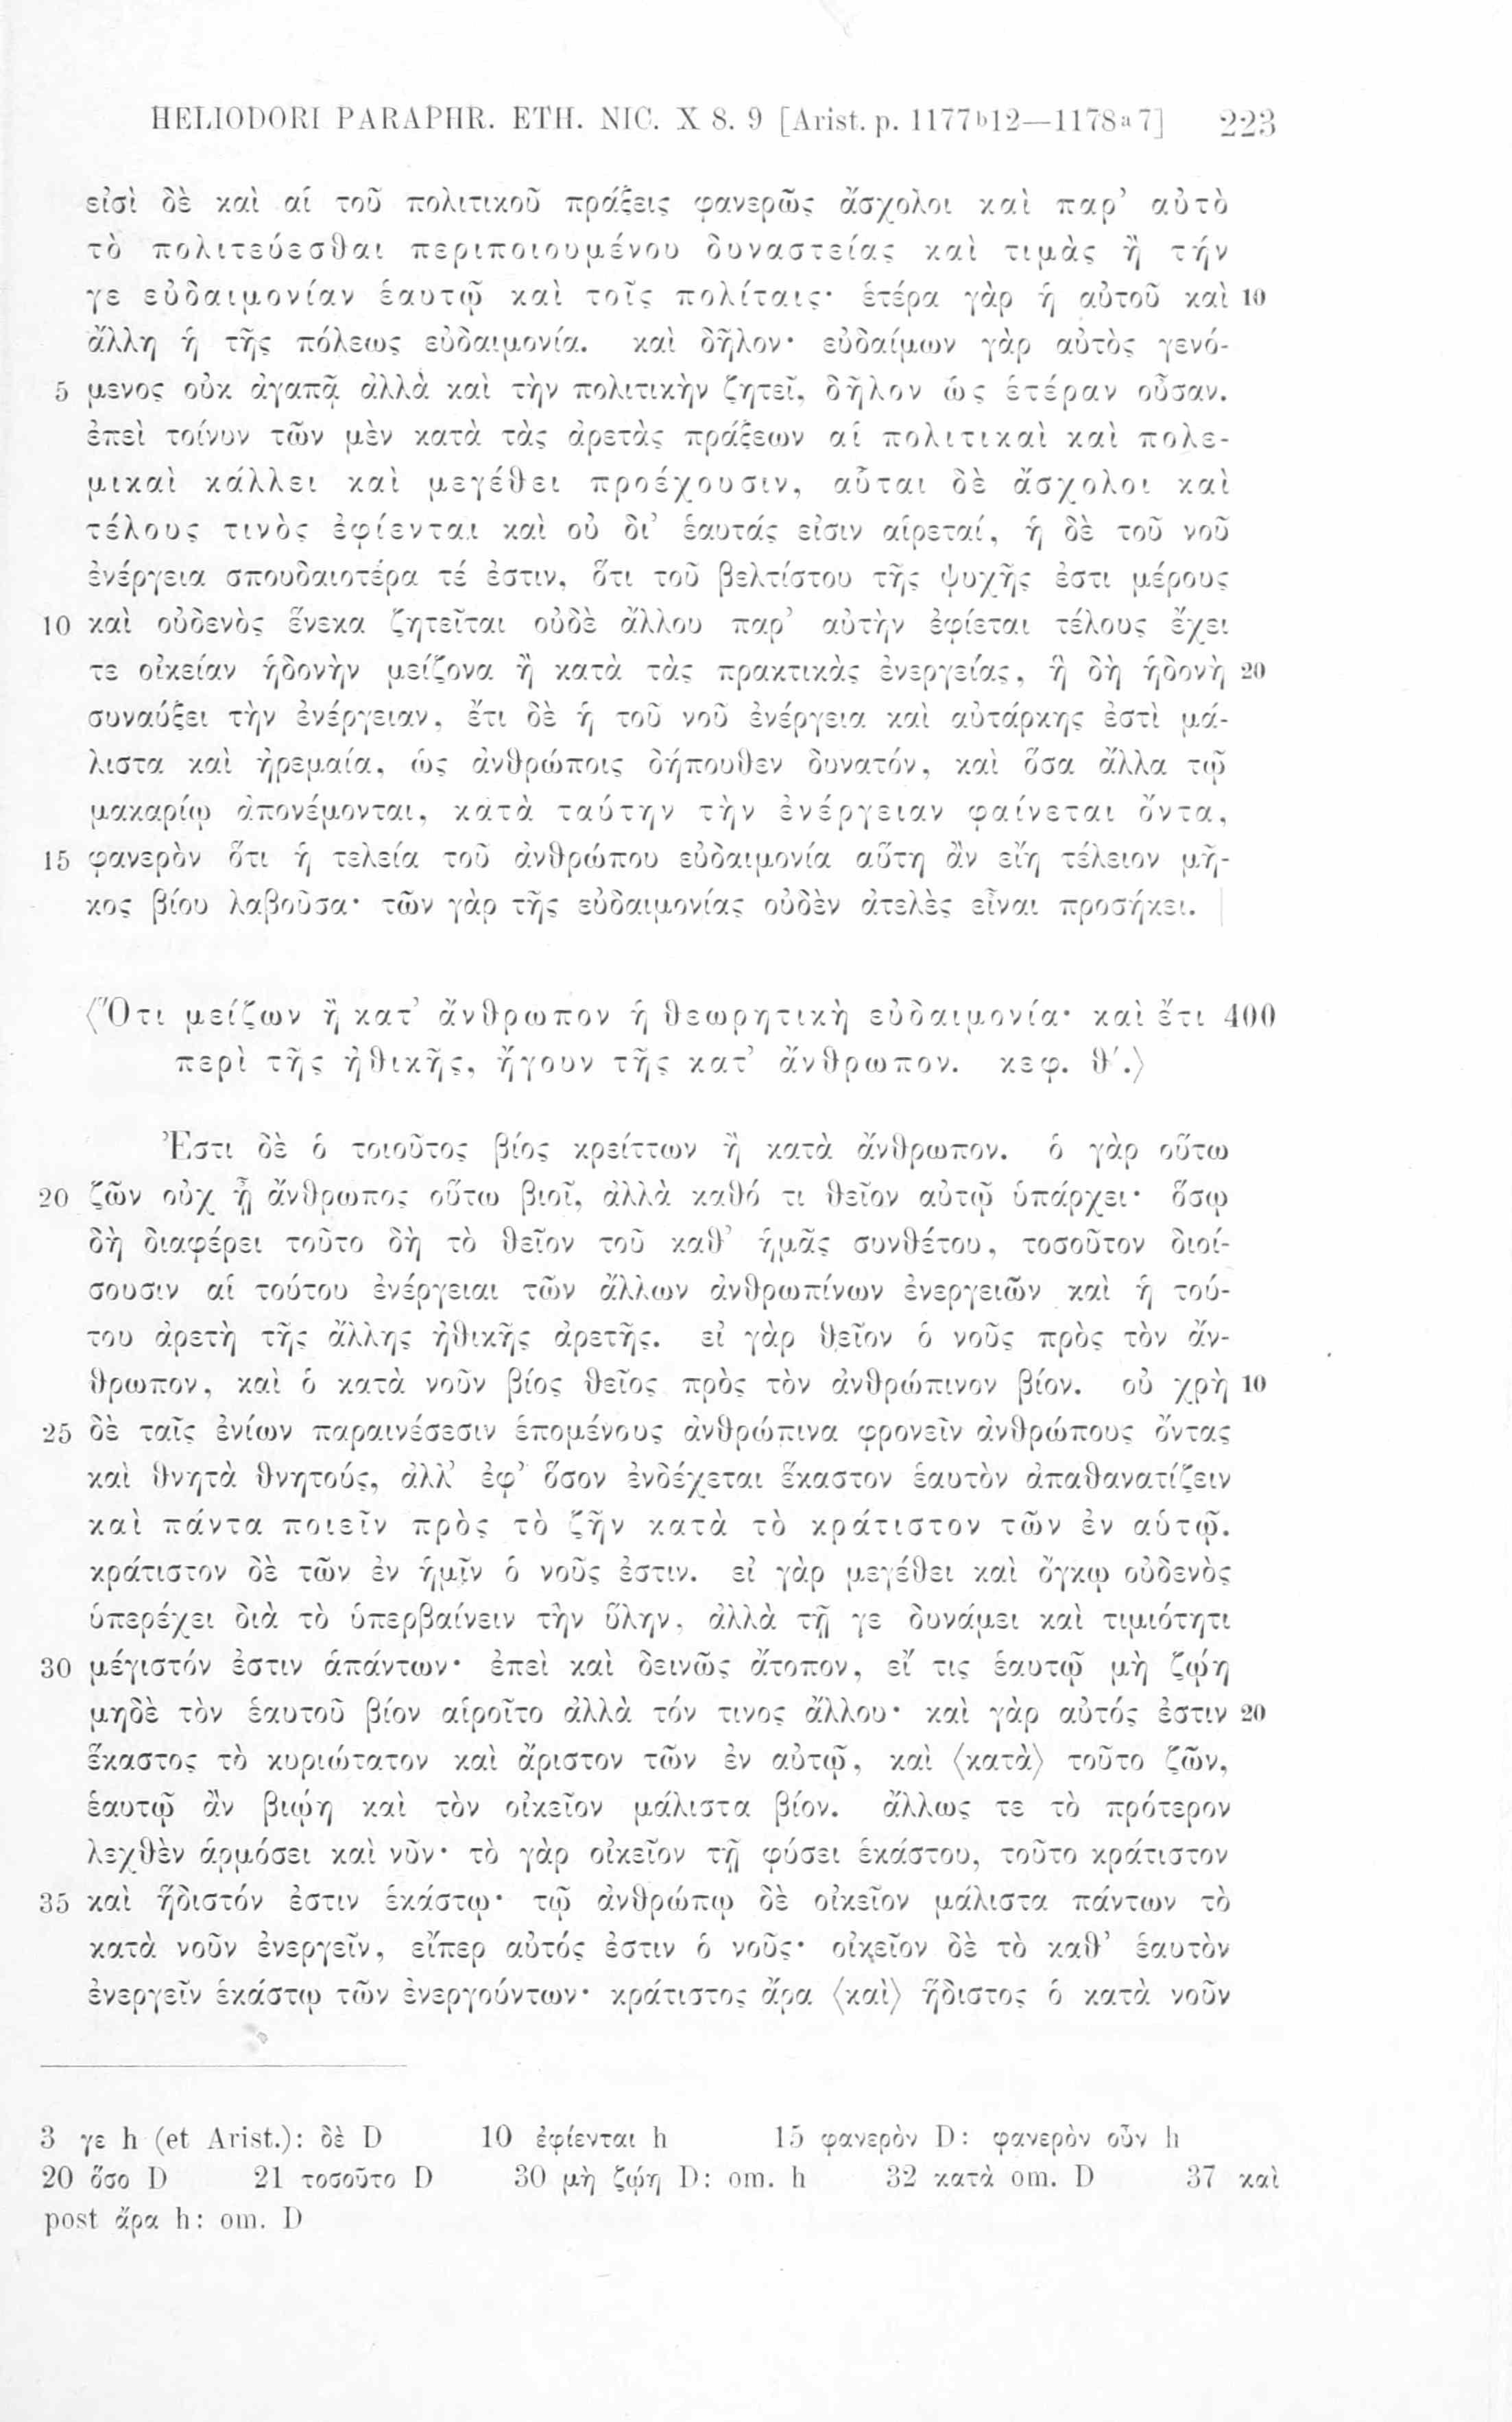 HELIODORI PARAPHR. ETH. NIC. X 8. 9 [Arist. p. 1177b12—1178a7] 223
εἰσὶ δὲ καὶ αἱ τοῦ πολιτικοῦ πράξεις φανερῶς ἄσχολοι καὶ παρ' αὐτὸ
τὸ πολιτεύεσθαι περιποιουμένου δυναστείας καὶ τιμὰς ἢ τήν
γε εὐδαιμονίαν ἑαυτῷ καὶ τοῖς πολίταις· ἑτέρα γὰρ ἡ αὐτοῦ καὶ 10
ἄλλη ἡ τῆς πόλεως εὐδαιμονία. καὶ δῆλον· εὐδαίμων γὰρ αὐτὸς γενό-
5 μενος οὐκ ἀγαπᾷ ἀλλὰ καὶ τὴν πολιτικὴν ζητεῖ, δῆλον ὡς ἑτέραν οὖσαν.
ἐπεὶ τοίνυν τῶν μὲν κατὰ τὰς ἀρετὰς πράξεων αἱ πολιτικαὶ καὶ πολε-
μικαὶ κάλλει καὶ μεγέθει προέχουσιν, αὗται δὲ ἄσχολοι καὶ
τέλους τινὸς ἐφίενται καὶ οὐ δι' ἑαυτάς εἰσιν αἱρεταί, ἡ δὲ τοῦ νοῦ
ἐνέργεια σπουδαιοτέρα τέ ἐστιν, ὅτι τοῦ βελτίστου τῆς ψυχῆς ἐστι μέρους
10 καὶ οὐδενὸς ἕνεκα ζητεῖται οὐδὲ ἄλλου παρ' αὐτὴν ἐφίεται τέλους ἔχει
τε οἰκείαν ἡδονὴν μείζονα ἢ κατὰ τὰς πρακτικὰς ἐνεργείας, ἣ δὴ ἡδονὴ 20
συναύξει τὴν ἐνέργειαν, ἔτι δὲ ἡ τοῦ νοῦ ἐνέργεια καὶ αὐτάρκης ἐστὶ μά-
λιστα καὶ ἠρεμαία, ὡς ἀνθρώποις δήπουθεν δυνατόν, καὶ ὅσα ἄλλα τῷ
μακαρίῳ ἀπονέμονται, κατὰ ταύτην τὴν ἐνέργειαν φαίνεται ὄντα,
15 φανερὸν ὅτι ἡ τελεία τοῦ ἀνθρώπου εὐδαιμονία αὕτη ἂν εἴη τέλειον μῆ-
κος βίου λαβοῦσα· τῶν γὰρ τῆς εὐδαιμονίας οὐδὲν ἀτελὲς εἶναι προσήκει. |
〈Ὅτι μείζων ἢ κατ' ἄνθρωπον ἡ θεωρητικὴ εὐδαιμονία· καὶ ἔτι 400
περὶ τῆς ἠθικῆς, ἤγουν τῆς κατ' ἄνθρωπον. κεφ. θ'.〉
Ἔστι δὲ ὁ τοιοῦτος βίος κρείττων ἢ κατὰ ἄνθρωπον. ὁ γὰρ οὕτω
20 ζῶν οὐχ ᾗ ἄνθρωπος οὕτω βιοῖ, ἀλλὰ καθό τι θεῖον αὐτῷ ὑπάρχει· ὅσῳ
δὴ διαφέρει τοῦτο δὴ τὸ θεῖον τοῦ καθ' ἡμᾶς συνθέτου, τοσοῦτον διοί-
σουσιν αἱ τούτου ἐνέργειαι τῶν ἄλλων ἀνθρωπίνων ἐνεργειῶν καὶ ἡ τού-
του ἀρετὴ τῆς ἄλλης ἠθικῆς ἀρετῆς. εἰ γὰρ θεῖον ὁ νοῦς πρὸς τὸν ἄν-
θρωπον, καὶ ὁ κατὰ νοῦν βίος θεῖος πρὸς τὸν ἀνθρώπινον βίον. οὐ χρὴ 10
25 δὲ ταῖς ἐνίων παραινέσεσιν ἑπομένους ἀνθρώπινα φρονεῖν ἀνθρώπους ὄντας
καὶ θνητὰ θνητούς, ἀλλ' ἐφ' ὅσον ἐνδέχεται ἕκαστον ἑαυτὸν ἀπαθανατίζειν
καὶ πάντα ποιεῖν πρὸς τὸ ζῆν κατὰ τὸ κράτιστον τῶν ἐν αὑτῷ.
κράτιστον δὲ τῶν ἐν ἡμῖν ὁ νοῦς ἐστιν. εἰ γὰρ μεγέθει καὶ ὄγκῳ οὐδενὸς
ὑπερέχει διὰ τὸ ὑπερβαίνειν τὴν ὕλην, ἀλλὰ τῇ γε δυνάμει καὶ τιμιότητι
30 μέγιστόν ἐστιν ἁπάντων· ἐπεὶ καὶ δεινῶς ἄτοπον, εἴ τις ἑαυτῷ μὴ ζῴη
μηδὲ τὸν ἑαυτοῦ βίον αἱροῖτο ἀλλὰ τόν τινος ἄλλου· καὶ γὰρ αὐτός ἐστιν 20
ἕκαστος τὸ κυριώτατον καὶ ἄριστον τῶν ἐν αὐτῷ, καὶ 〈κατὰ〉 τοῦτο ζῶν,
ἑαυτῷ ἂν βιῴη καὶ τὸν οἰκεῖον μάλιστα βίον. ἄλλως τε τὸ πρότερον
λεχθὲν ἁρμόσει καὶ νῦν· τὸ γὰρ οἰκεῖον τῇ φύσει ἑκάστου, τοῦτο κράτιστον
35 καὶ ἥδιστόν ἐστιν ἑκάστῳ· τῷ ἀνθρώπῳ δὲ οἰκεῖον μάλιστα πάντων τὸ
κατὰ νοῦν ἐνεργεῖν, εἴπερ αὐτός ἐστιν ὁ νοῦς· οἰκεῖον δὲ τὸ καθ' ἑαυτὸν
ἐνεργεῖν ἑκάστῳ τῶν ἐνεργούντων· κράτιστος ἄρα 〈καὶ〉 ἥδιστος ὁ κατὰ νοῦν
3 γε h (et Arist.): δὲ D 10 ἐφίενται h 15 φανερὸν D: φανερὸν οὖν h
20 ὅσο D 21 τοσοῦτο D 30 μὴ ζῴη D: om. h 32 κατὰ om. D 37 καὶ
post ἄρα h: om. D